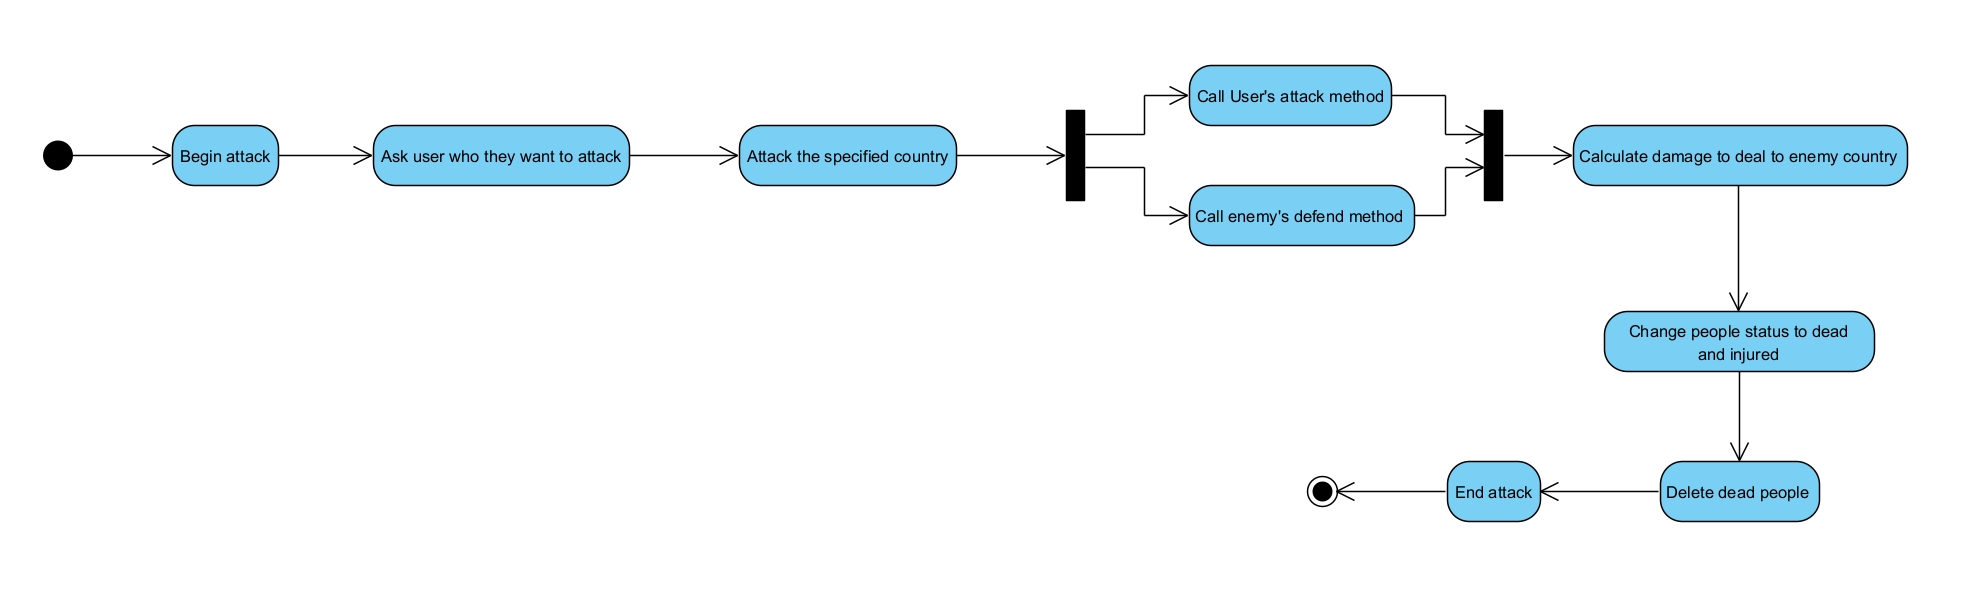 Begin attack
Ask user who they want to attack
Attack the specified country
Call User's attack method
Call enemy's defend method
Calculate damage to deal to enemy country
Change people status to dead
and injured
Delete dead people
End attack